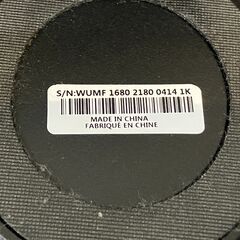 S/N:WUMF 1680 2180 0414 1K
MADE IN CHINA
FABRIQUÉ EN CHINE